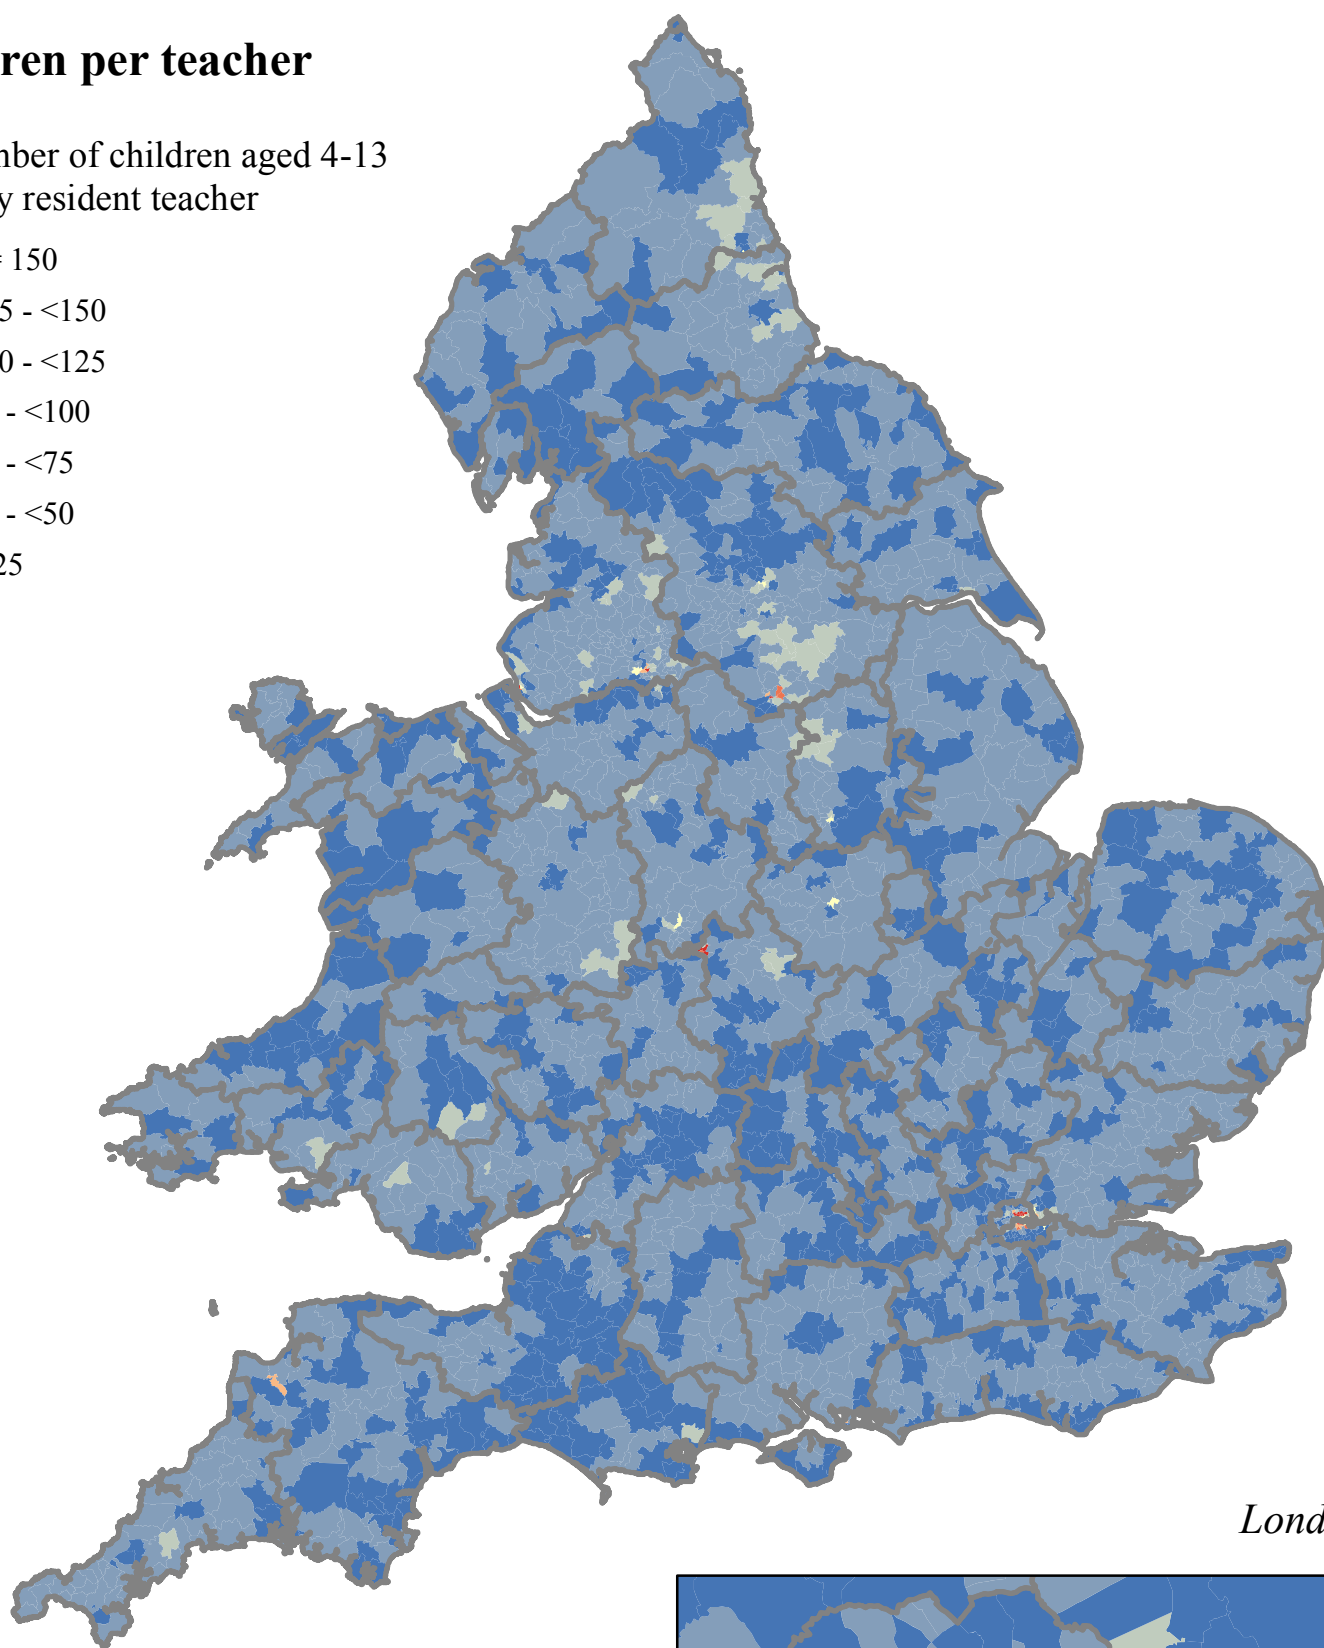 ren per teacher
nber of children aged 4-13
y resident teacher
= 150
5 - <150
0 - <125
- <100
- <75
- <50
25
Lond